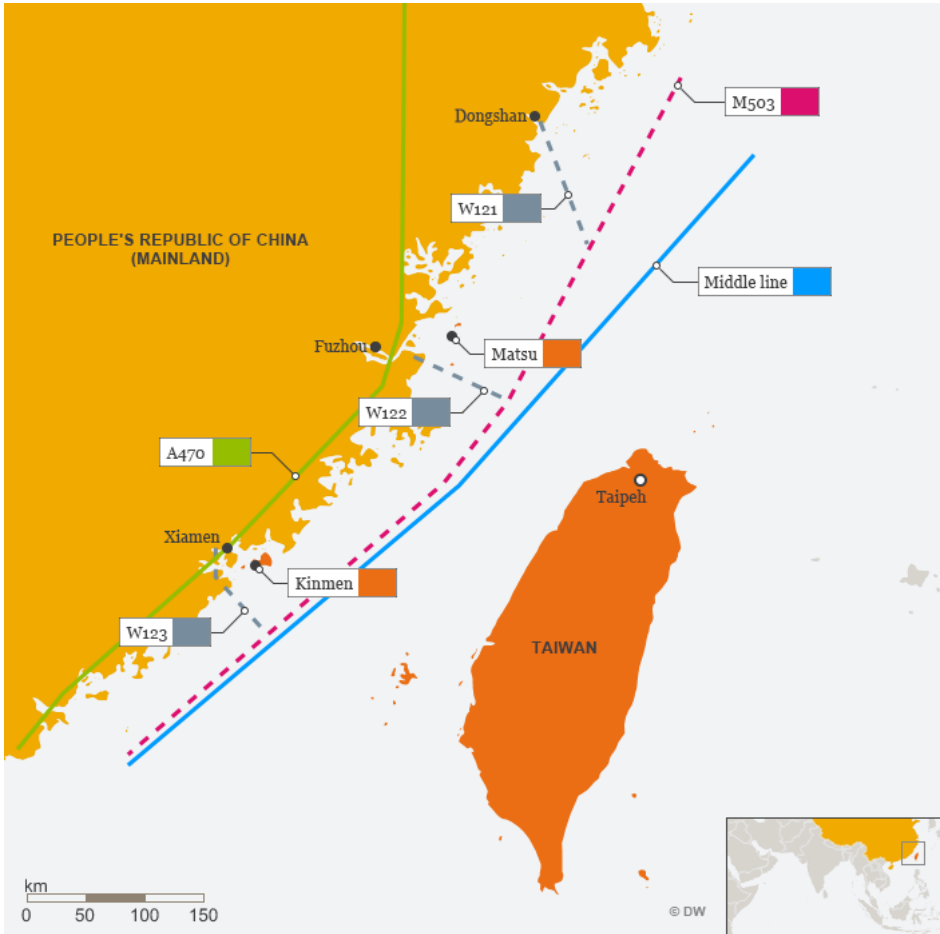 M503
Dongshan
W121
PEOPLE'S REPUBLIC OF CHINA
(MAINLAND)
Middle line
Fuzhou
Matsu
W122
A470
Taipeh
Xiamen
Kinmen
W123
TAIWAN
km
0 50 100 150
© DW